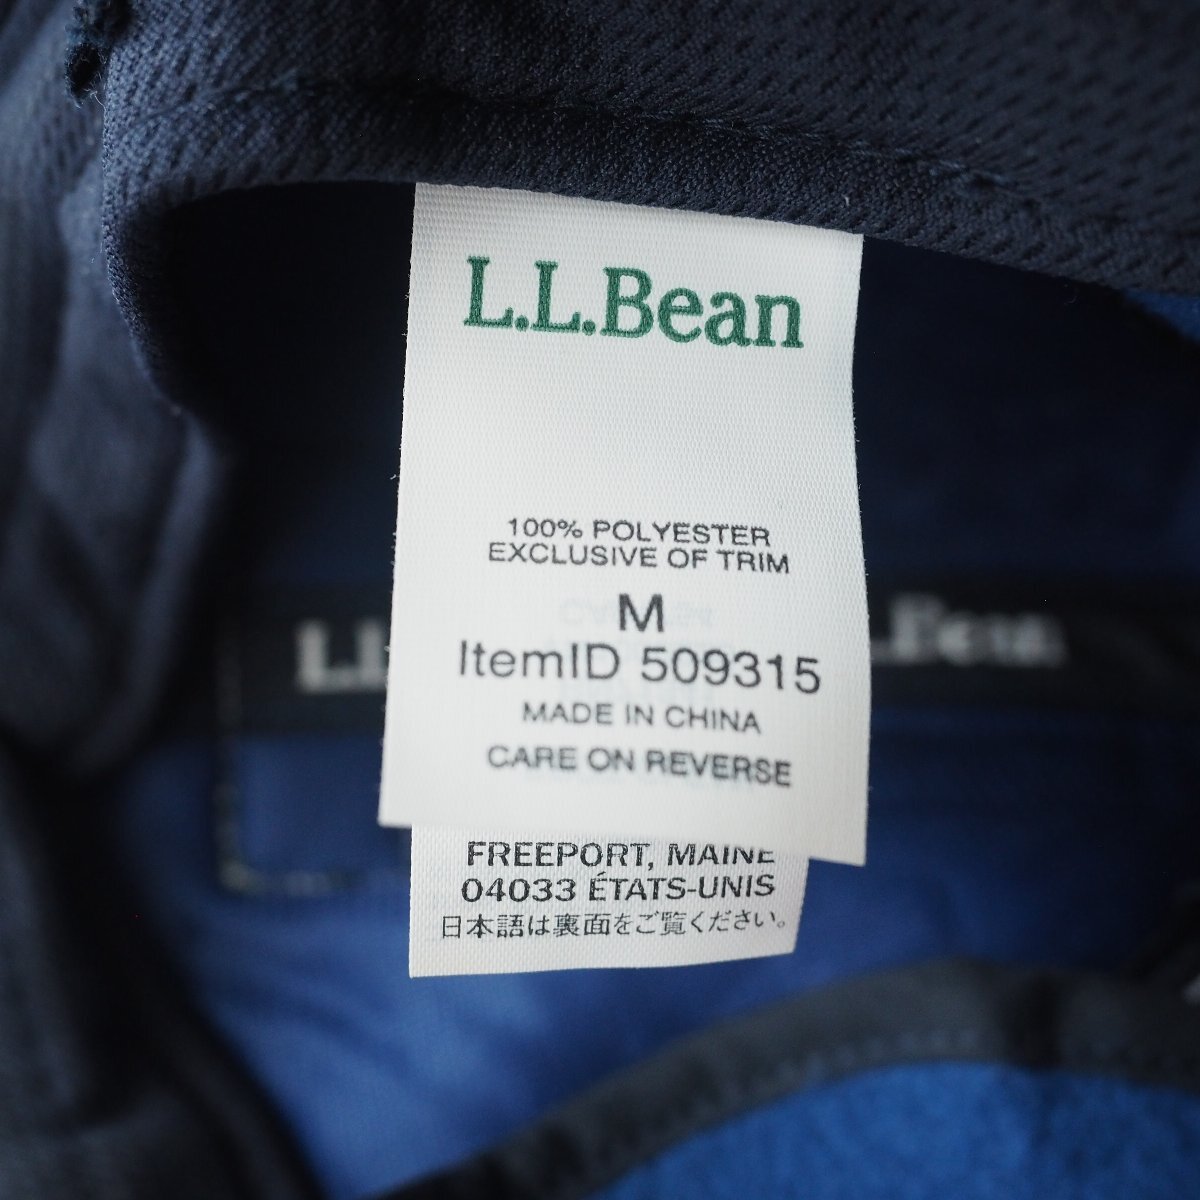 L.L.Bean
100% POLYESTER
EXCLUSIVE OF TRIM
M
ItemID 509315
MADE IN CHINA
CARE ON REVERSE
FREEPORT, MAINE
04033 ÉTATS-UNIS
日本語は裏面をご覧ください。
L.L
.L.Bean